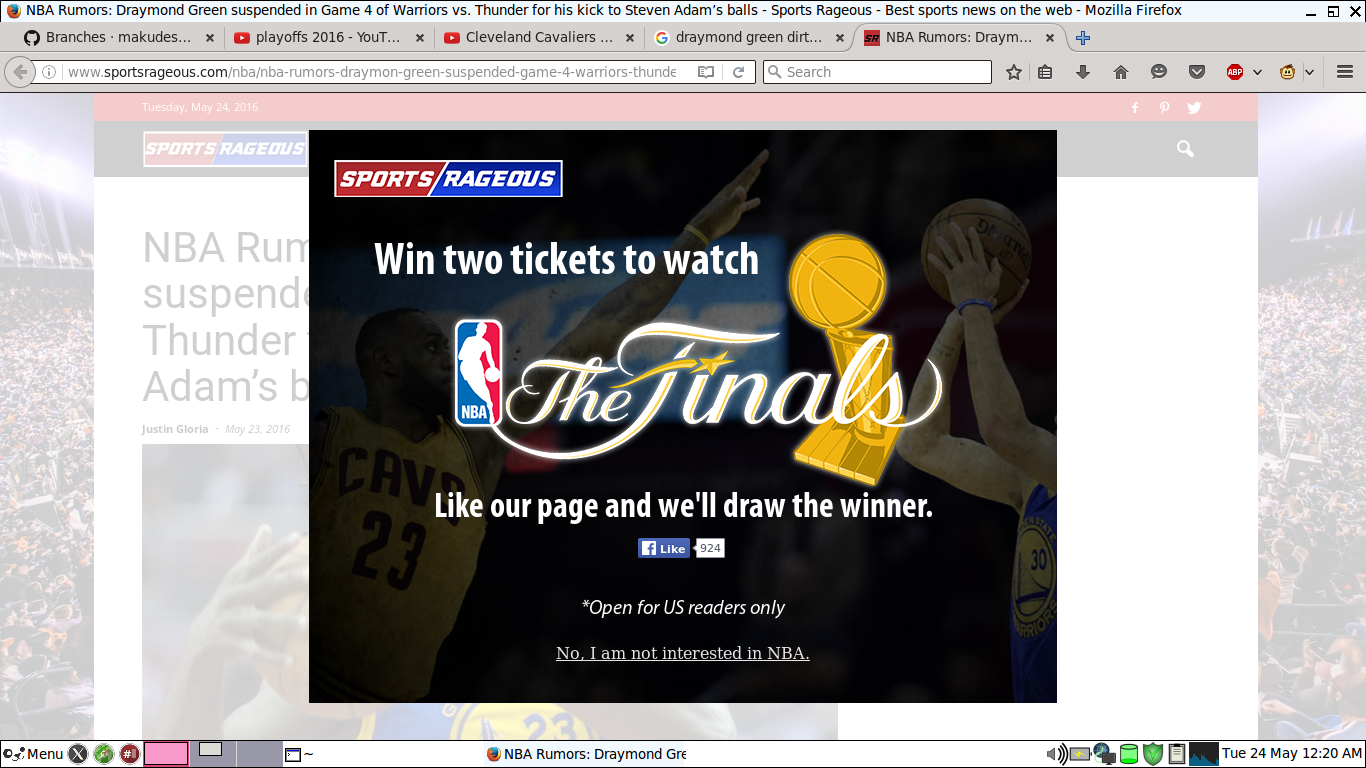 NBA Rumors: Draymond Green suspended in Game 4 of Warriors vs. Thunder for his kick to Steven Adam's balls - Sports Rageous - Best sports news on the web - Mozilla Firefox
Branches · makudes...
playoffs 2016 - YouT...
Cleveland Cavaliers ...
draymond green dirt...
SR
NBA Rumors: Draym...
www.sportsrageous.com/nba/nba-rumors-draymon-green-suspended-game-4-warriors-thunde
Search
ABP
Tuesday, May 24, 2016
SPORTS RAGEOUS
SPORTS RAGEOUS
NBA Rum
suspende
Thunder
Adam's b
Justin Gloria - May 23, 2016
Win two tickets to watch
NBA
The Finals
CAVS
23
30
WARRIORS
Like our page and we'll draw the winner.
Like
924
*Open for US readers only
No, I am not interested in NBA.
Menu
X
#!
~
NBA Rumors: Draymond Gre
Tue 24 May 12:20 AM